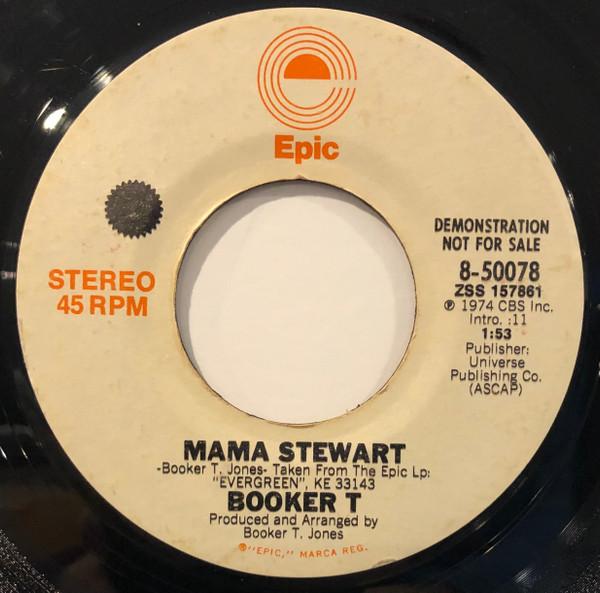 Epic
STEREO
45 RPM
DEMONSTRATION
NOT FOR SALE
8-50078
ZSS 157861
℗ 1974 CBS Inc.
Intro. :11
1:53
Publisher:
Universe
Publishing Co.
(ASCAP)
MAMA STEWART
-Booker T. Jones- Taken From The Epic Lp:
"EVERGREEN", KE 33143
BOOKER T
Produced and Arranged by
Booker T. Jones
®"EPIC," MARCA REG.